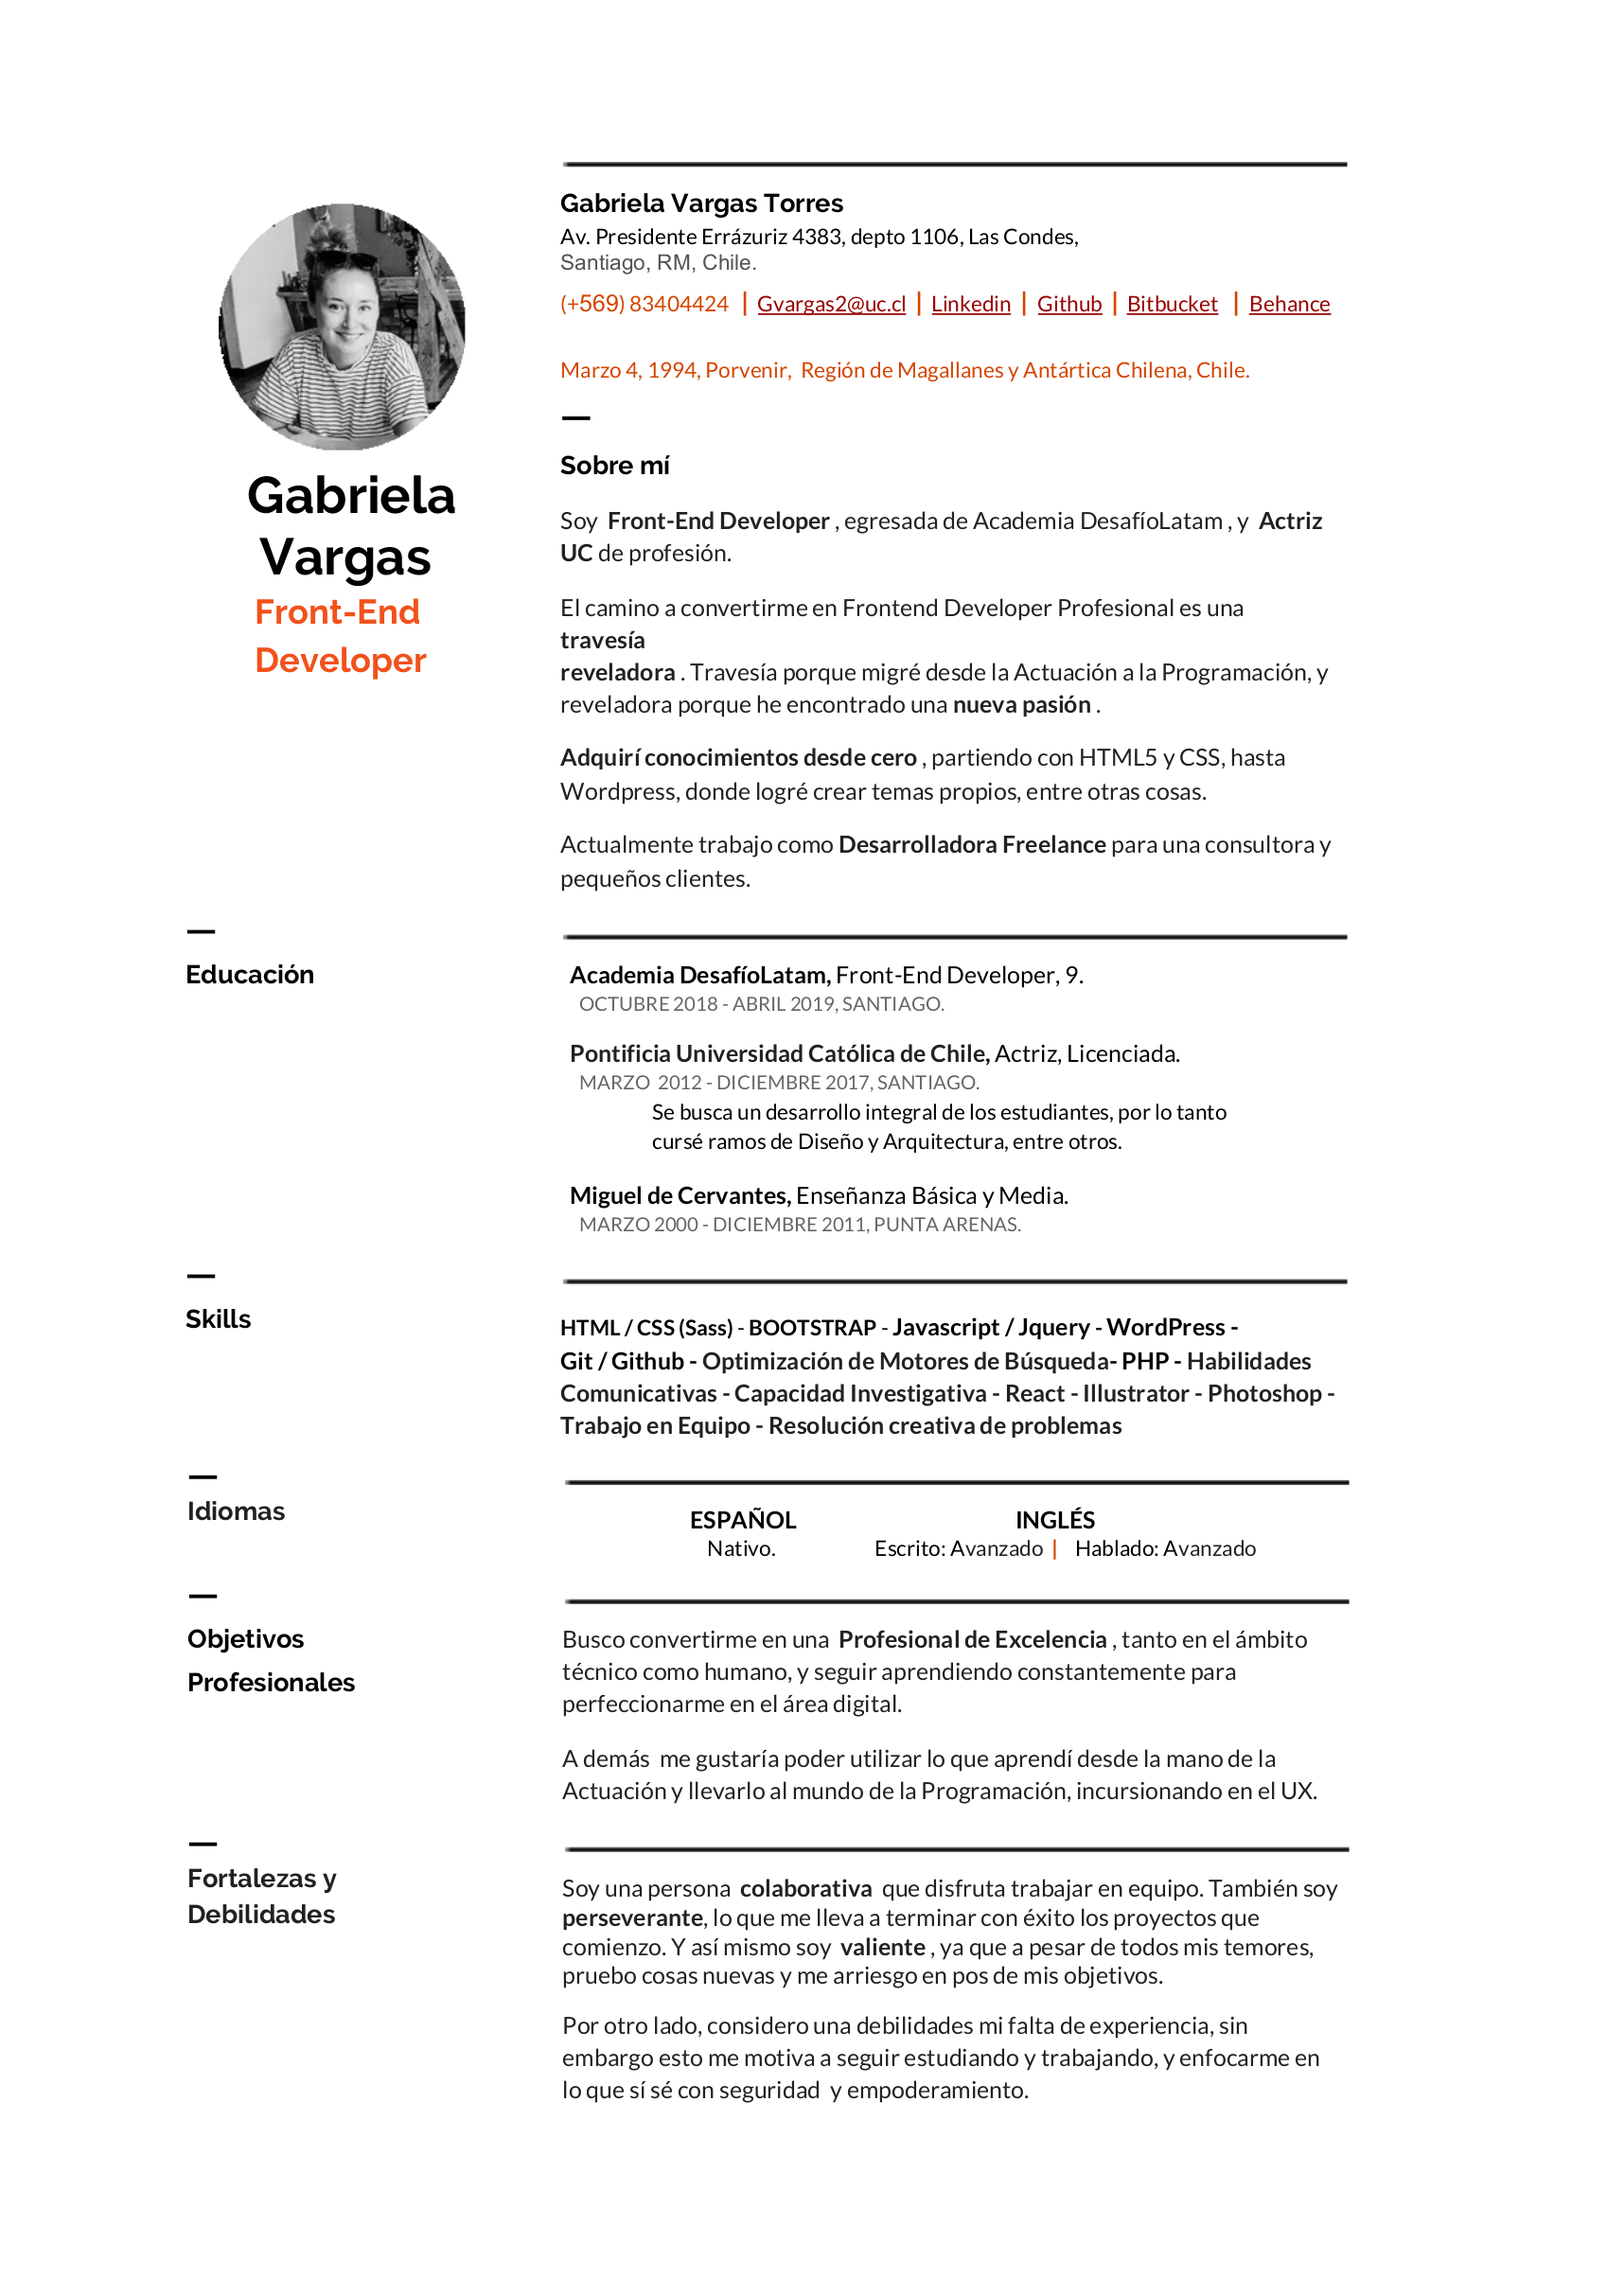 Gabriela Vargas Torres
Av. Presidente Errázuriz 4383, depto 1106, Las Condes,
Santiago, RM, Chile.
(+569) 83404424 | Gvargas2@uc.cl | Linkedin | Github | Bitbucket | Behance
Marzo 4, 1994, Porvenir, Región de Magallanes y Antártica Chilena, Chile.
Gabriela
Vargas
Front-End
Developer
—
Sobre mí
Soy Front-End Developer , egresada de Academia DesafíoLatam , y Actriz
UC de profesión.
El camino a convertirme en Frontend Developer Profesional es una
travesía
reveladora . Travesía porque migré desde la Actuación a la Programación, y
reveladora porque he encontrado una nueva pasión .
Adquirí conocimientos desde cero , partiendo con HTML5 y CSS, hasta
Wordpress, donde logré crear temas propios, entre otras cosas.
Actualmente trabajo como Desarrolladora Freelance para una consultora y
pequeños clientes.
—
Educación
Academia DesafíoLatam, Front-End Developer, 9.
OCTUBRE 2018 - ABRIL 2019, SANTIAGO.
Pontificia Universidad Católica de Chile, Actriz, Licenciada.
MARZO 2012 - DICIEMBRE 2017, SANTIAGO.
Se busca un desarrollo integral de los estudiantes, por lo tanto
cursé ramos de Diseño y Arquitectura, entre otros.
Miguel de Cervantes, Enseñanza Básica y Media.
MARZO 2000 - DICIEMBRE 2011, PUNTA ARENAS.
—
Skills
HTML / CSS (Sass) - BOOTSTRAP - Javascript / Jquery - WordPress -
Git / Github - Optimización de Motores de Búsqueda- PHP - Habilidades
Comunicativas - Capacidad Investigativa - React - Illustrator - Photoshop -
Trabajo en Equipo - Resolución creativa de problemas
—
Idiomas
ESPAÑOL INGLÉS
Nativo. Escrito: Avanzado | Hablado: Avanzado
—
Objetivos
Profesionales
Busco convertirme en una Profesional de Excelencia , tanto en el ámbito
técnico como humano, y seguir aprendiendo constantemente para
perfeccionarme en el área digital.
A demás me gustaría poder utilizar lo que aprendí desde la mano de la
Actuación y llevarlo al mundo de la Programación, incursionando en el UX.
—
Fortalezas y
Debilidades
Soy una persona colaborativa que disfruta trabajar en equipo. También soy
perseverante, lo que me lleva a terminar con éxito los proyectos que
comienzo. Y así mismo soy valiente , ya que a pesar de todos mis temores,
pruebo cosas nuevas y me arriesgo en pos de mis objetivos.
Por otro lado, considero una debilidades mi falta de experiencia, sin
embargo esto me motiva a seguir estudiando y trabajando, y enfocarme en
lo que sí sé con seguridad y empoderamiento.